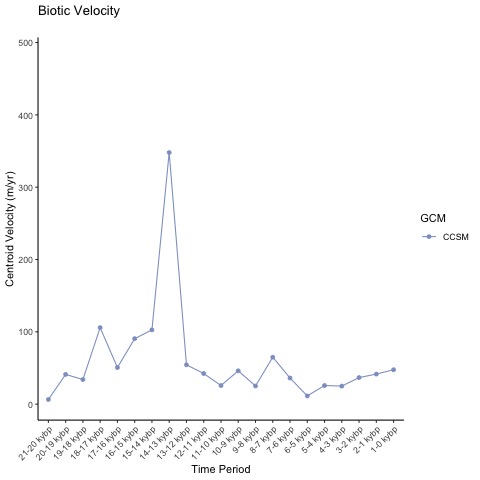 Biotic Velocity
500
400
300
200
100
0
Centroid Velocity (m/yr)
21-20 kybp
20-19 kybp
19-18 kybp
18-17 kybp
17-16 kybp
16-15 kybp
15-14 kybp
14-13 kybp
13-12 kybp
12-11 kybp
11-10 kybp
10-9 kybp
9-8 kybp
8-7 kybp
7-6 kybp
6-5 kybp
5-4 kybp
4-3 kybp
3-2 kybp
2-1 kybp
1-0 kybp
Time Period
GCM
CCSM